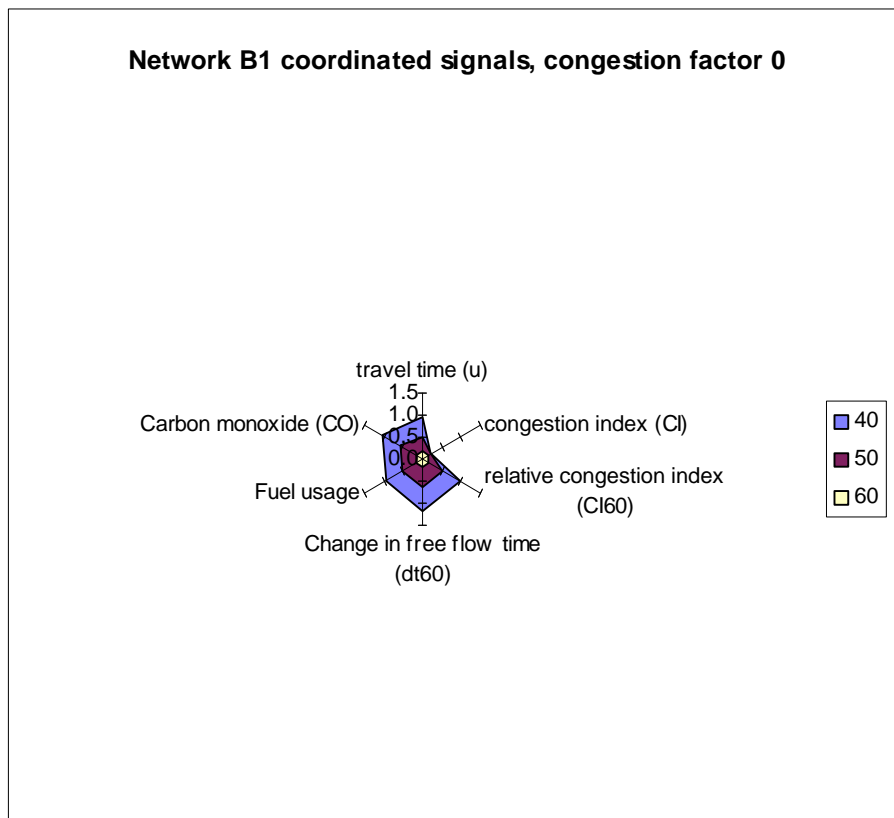 Network B1 coordinated signals, congestion factor 0
travel time (u)
1.5
1.0
0.5
0.0
Carbon monoxide (CO)
congestion index (CI)
Fuel usage
relative congestion index
(CI60)
Change in free flow time
(dt60)
40
50
60